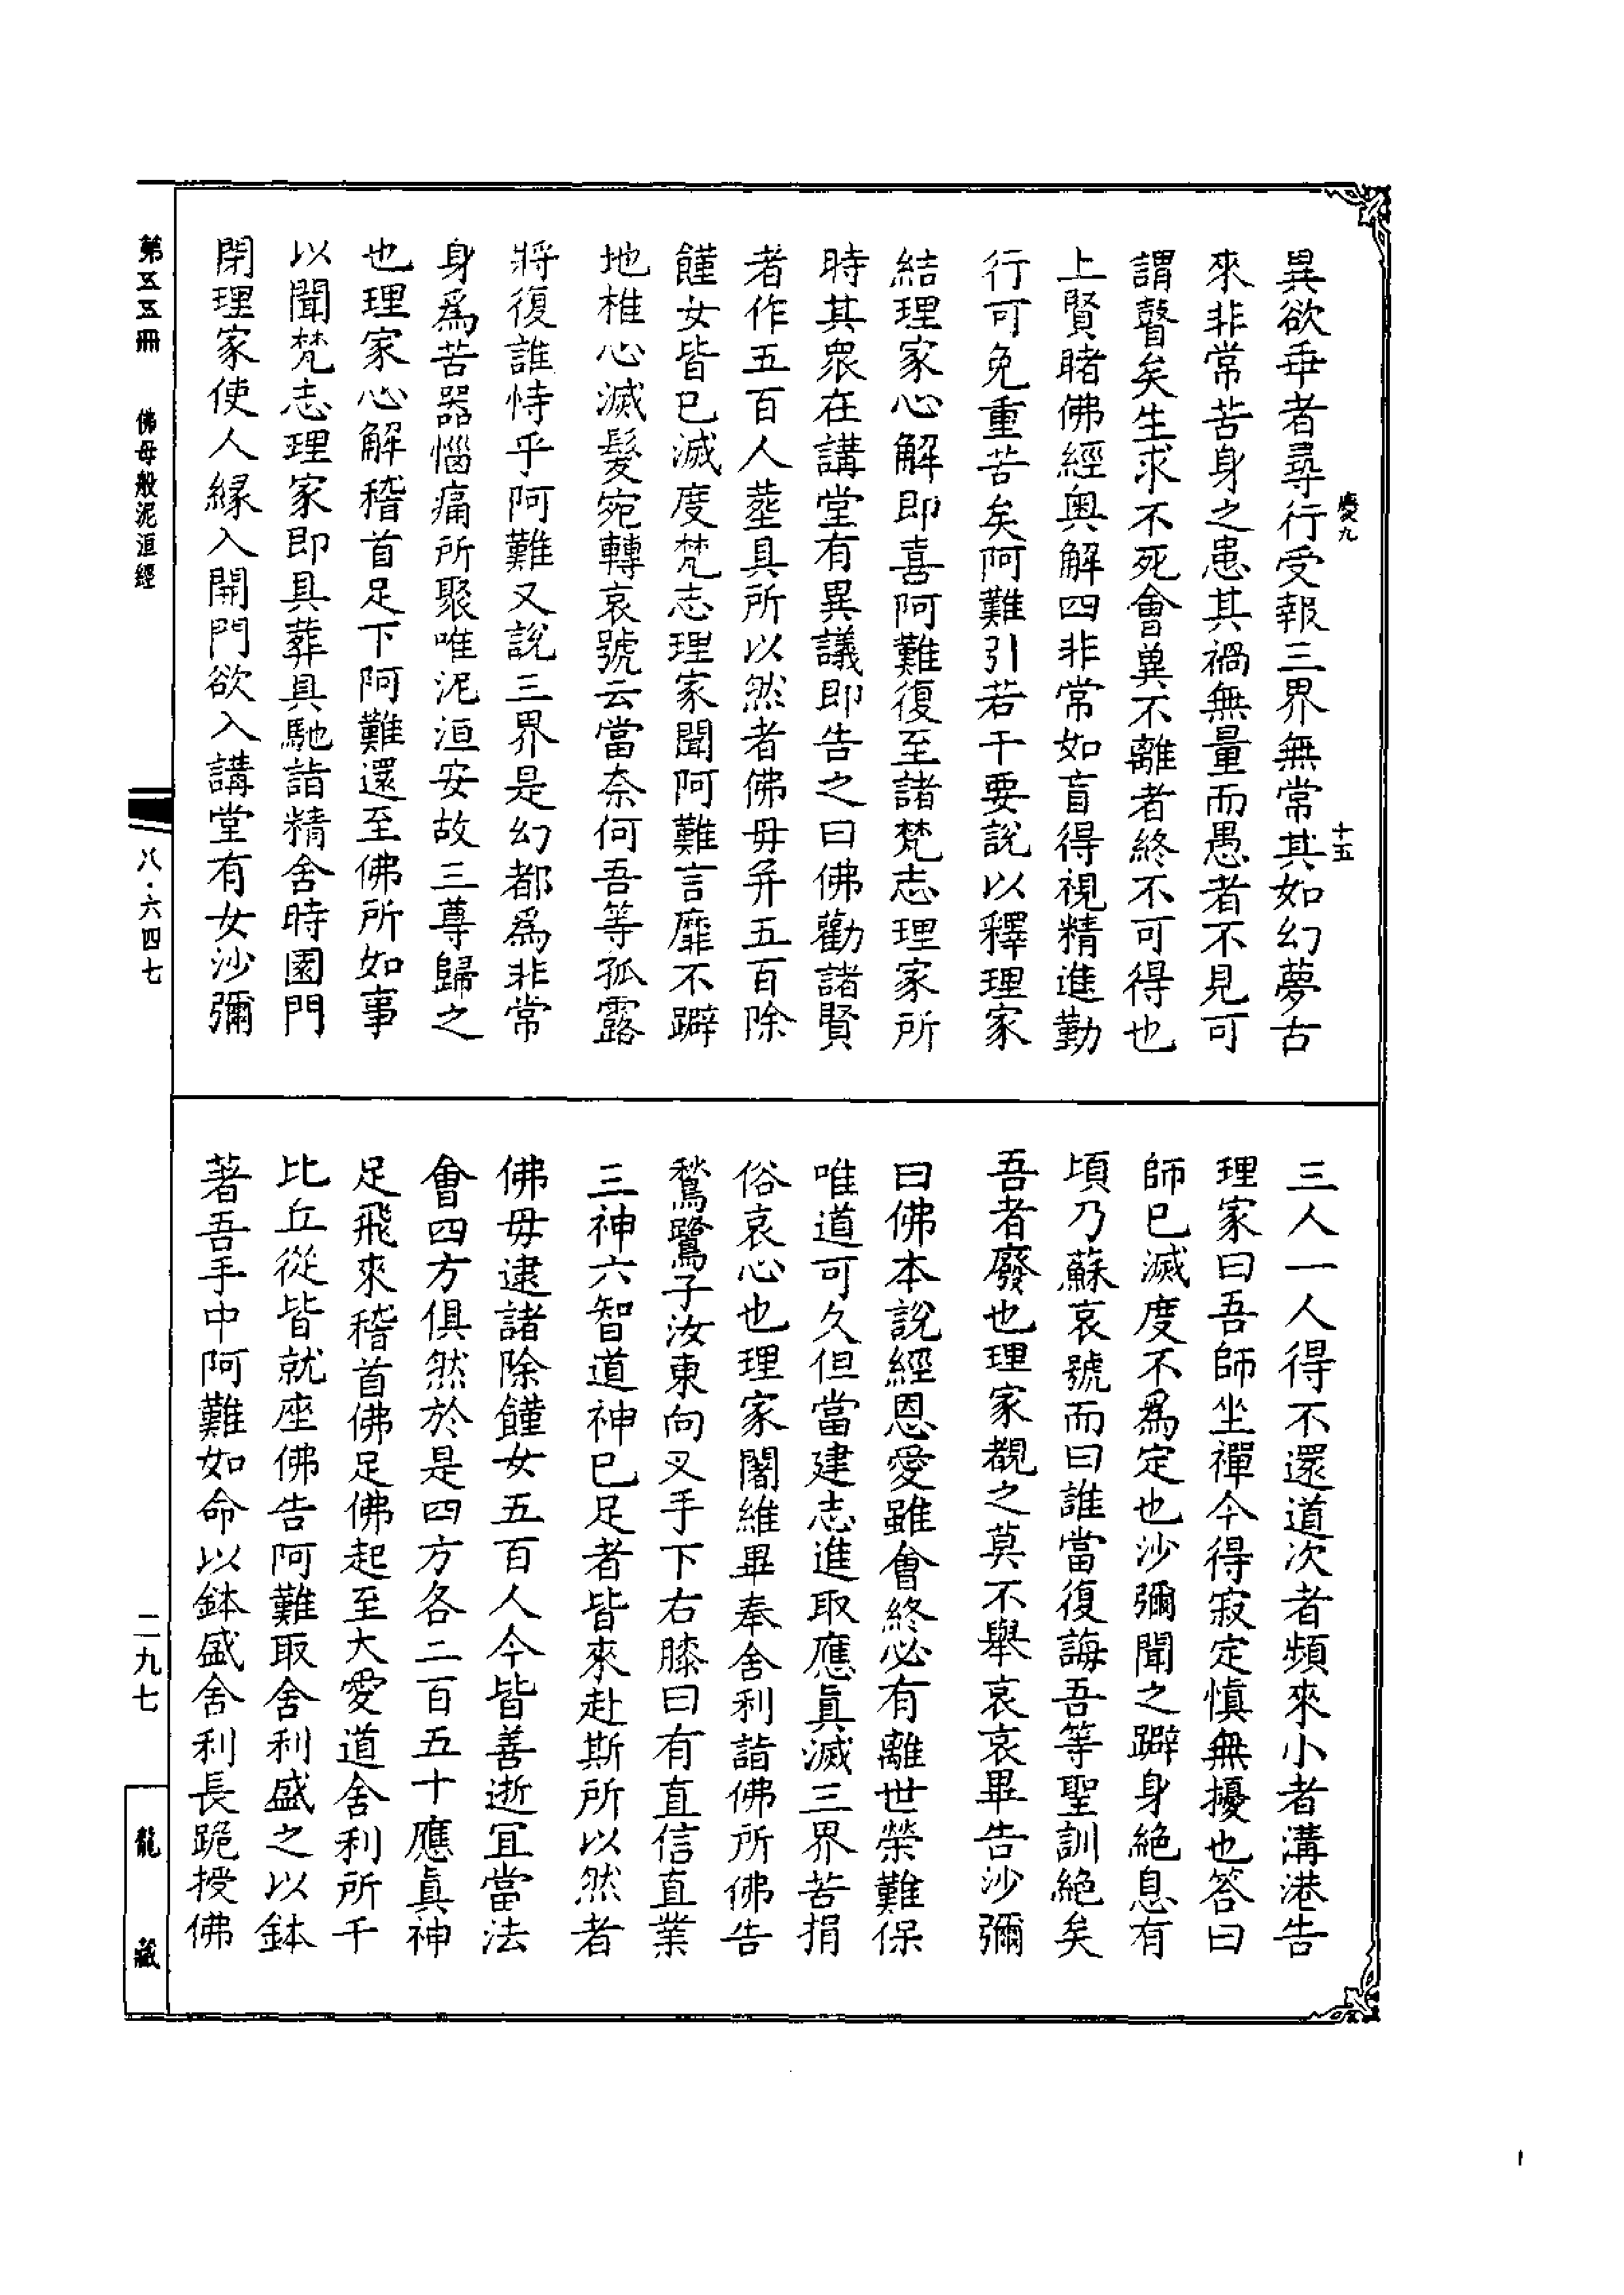 慶九
十五
異欲垂者尋行受報三界無常其如幻夢古
來非常苦身之患其禍無量而愚者不見可
謂瞽矣生求不死會異不離者終不可得也
上賢睹佛經奧解四非常如盲得視精進勤
行可免重苦矣阿難引若干要說以釋理家
結理家心解即喜阿難復至諸梵志理家所
時其衆在講堂有異議即告之曰佛勸諸賢
者作五百人葬具所以然者佛母并五百除
饉女皆已滅度梵志理家聞阿難言靡不躃
地椎心滅髮宛轉哀號云當奈何吾等孤露
將復誰恃乎阿難又說三界是幻都爲非常
身爲苦器惱痛所聚唯泥洹安故三尊歸之
也理家心解稽首足下阿難還至佛所如事
以聞梵志理家即具葬具馳詣精舍時園門
閉理家使人緣入開門欲入講堂有女沙彌
三人一人得不還道次者頻來小者溝港告
理家曰吾師坐禪今得寂定慎無擾也答曰
師已滅度不爲定也沙彌聞之躃身絕息有
頃乃蘇哀號而曰誰當復誨吾等聖訓絕矣
吾者廢也理家覩之莫不舉哀哀畢告沙彌
曰佛本說經恩愛雖會終必有離世榮難保
唯道可久但當建志進取應眞滅三界苦捐
俗哀心也理家闍維畢奉舍利詣佛所佛告
鶖鷺子汝東向叉手下右膝曰有直信直業
三神六智道神已足者皆來赴斯所以然者
佛母逮諸除饉女五百人今皆善逝宜當法
會四方俱然於是四方各二百五十應眞神
足飛來稽首佛足佛起至大愛道舍利所千
比丘從皆就座佛告阿難取舍利盛之以鉢
著吾手中阿難如命以鉢盛舍利長跪授佛
第五五冊
佛母般泥洹經
八·六四七
二九七
龍藏